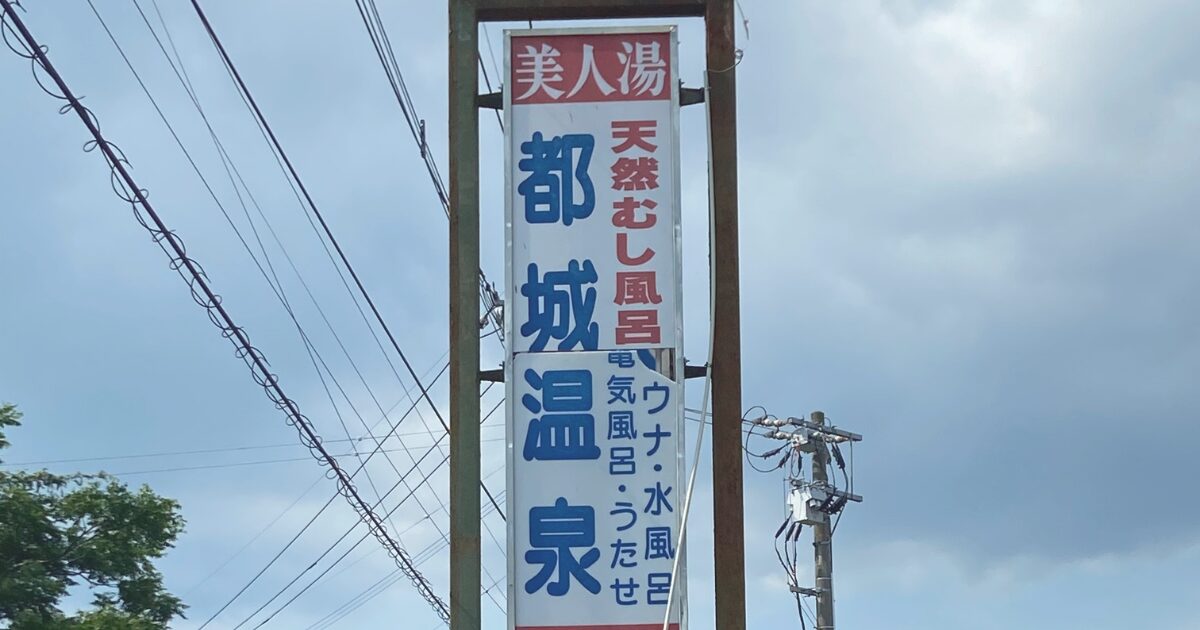 美人湯
天然むし風呂
都城温泉
ウナ・水風呂
電気風呂・うたせ